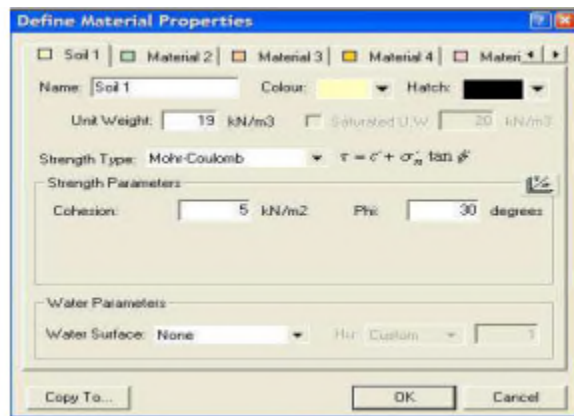 Define Material Properties
Soil 1 Material 2 Material 3 Material 4 Materi
Name: Soil 1 Colour: Hatch:
Unit Weight: 19 kN/m3 Saturated U.W. 20 kN/m3
Strength Type: Mohr-Coulomb τ = c' + σ'n tan ϕ'
Strength Parameters
Cohesion: 5 kN/m2 Phi: 30 degrees
Water Parameters
Water Surface: None Hu: Custom 1
Copy To... OK Cancel